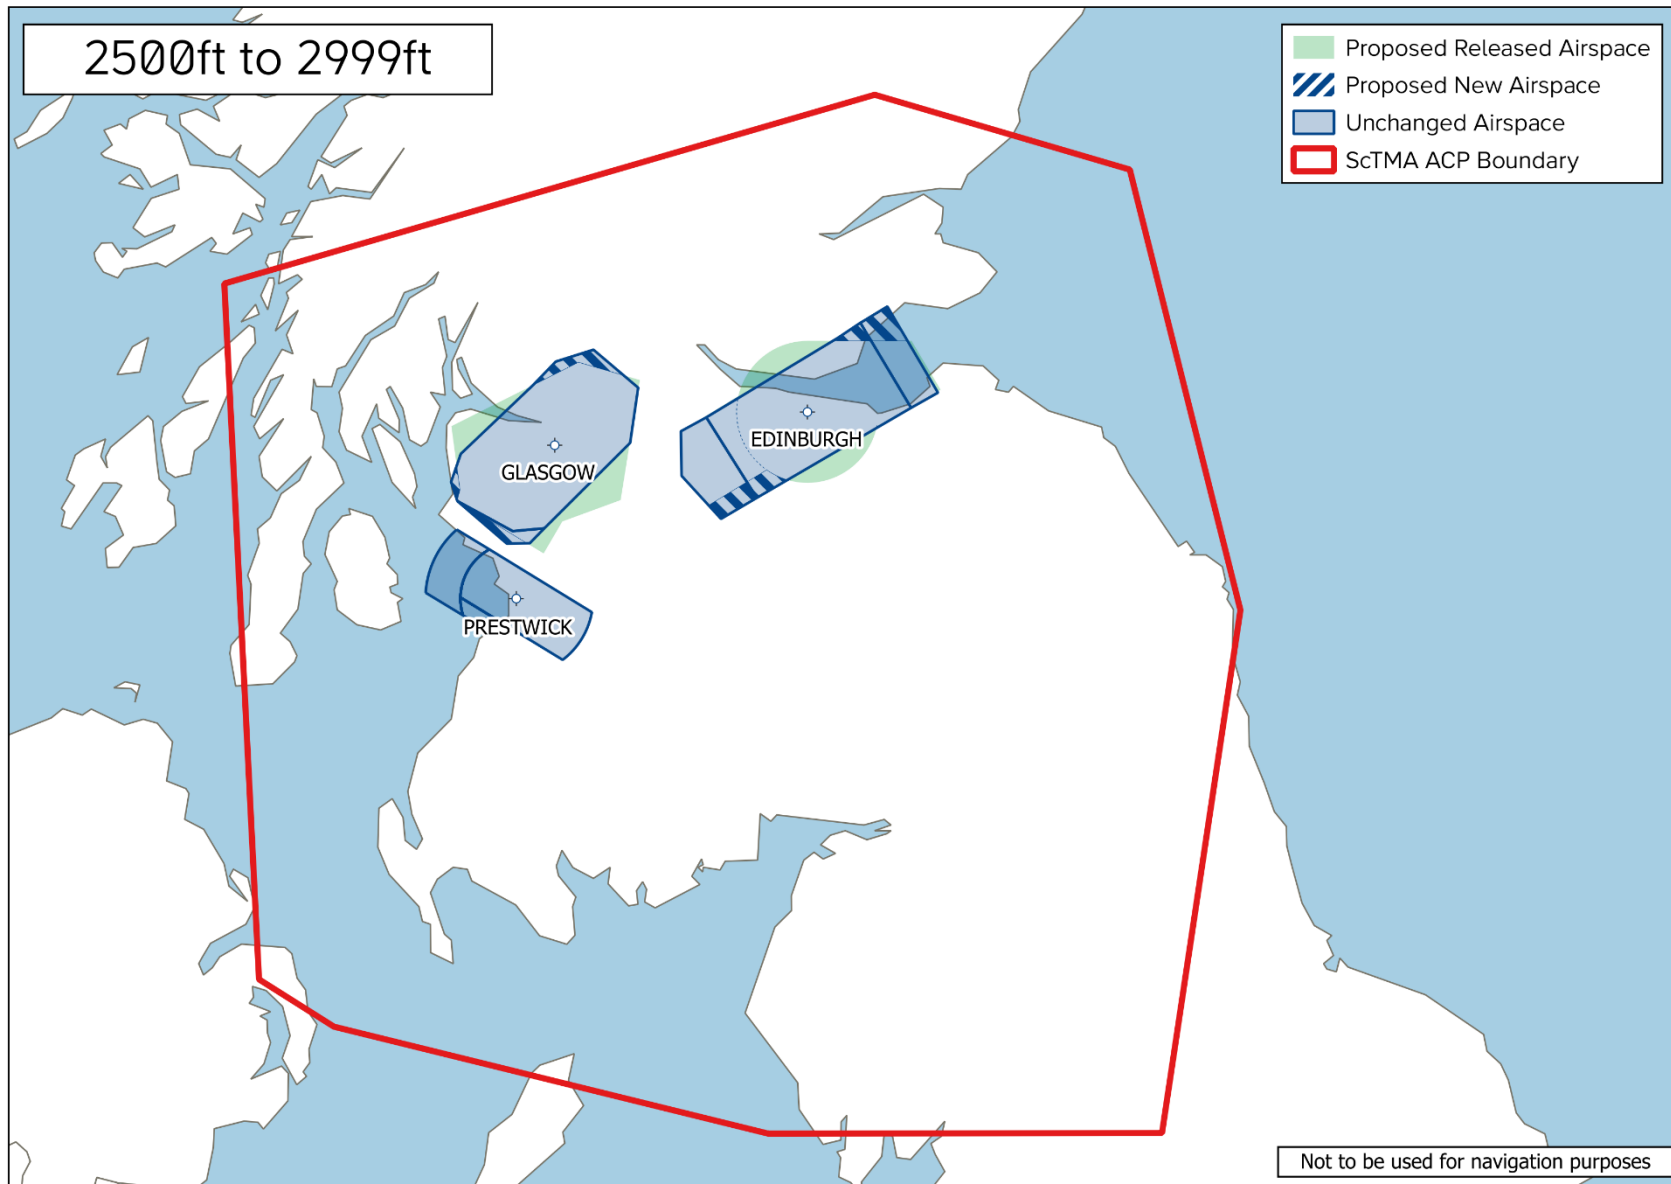 2500ft to 2999ft
Proposed Released Airspace
Proposed New Airspace
Unchanged Airspace
ScTMA ACP Boundary
EDINBURGH
GLASGOW
PRESTWICK
Not to be used for navigation purposes